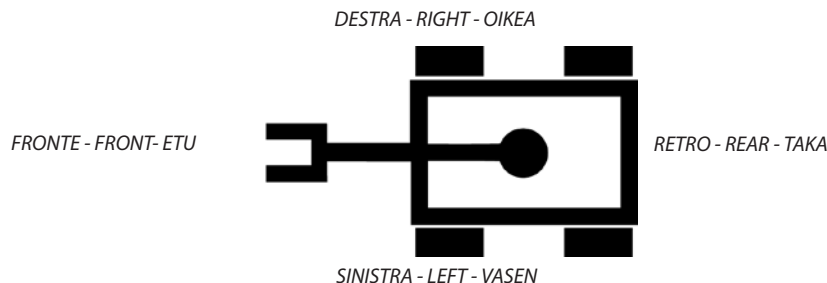 DESTRA - RIGHT - OIKEA
FRONTE - FRONT- ETU
RETRO - REAR - TAKA
SINISTRA - LEFT - VASEN